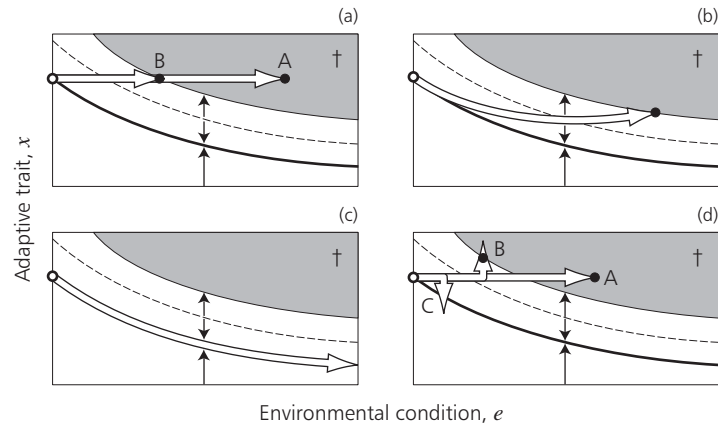 (a)
(b)
B
A
†
†
(c)
(d)
†
†
B
A
C
Adaptive trait, x
Environmental condition, e